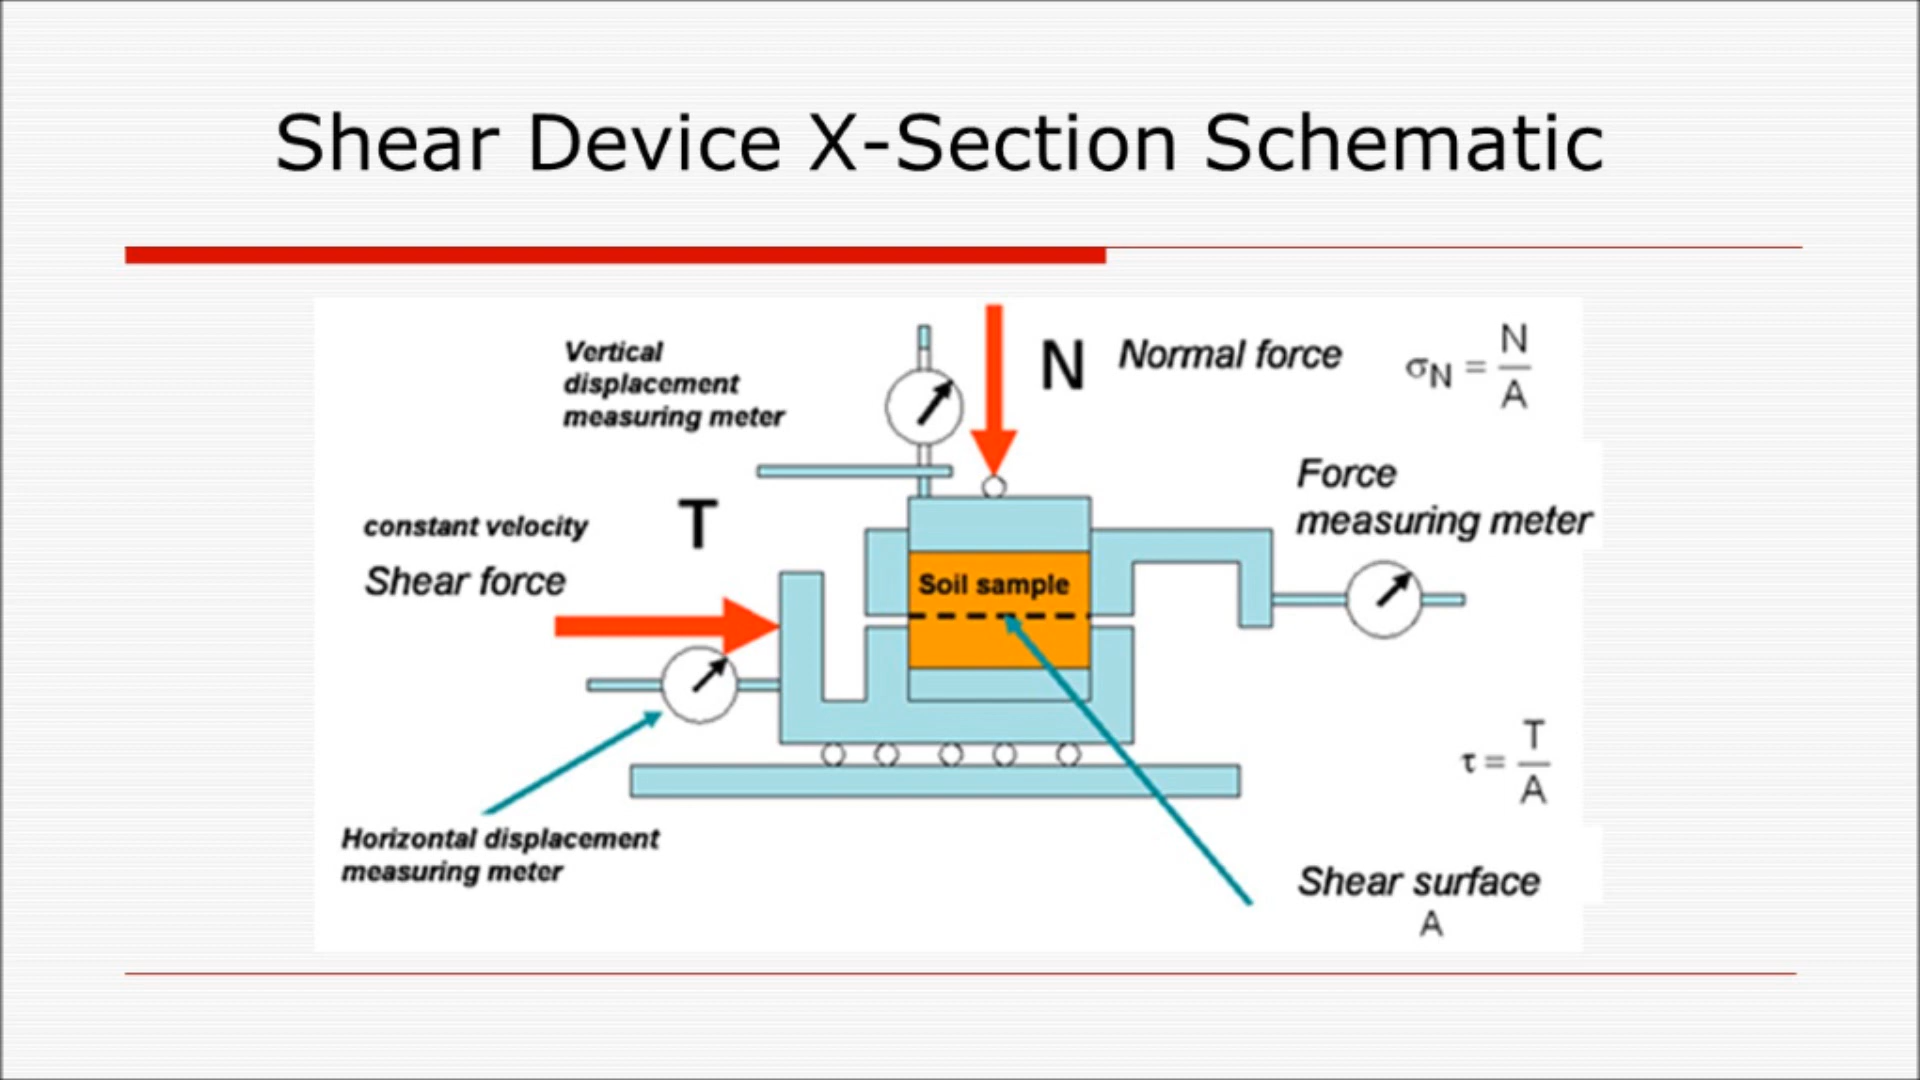 Shear Device X-Section Schematic
Vertical
displacement
measuring meter
N
Normal force
σN = N/A
constant velocity
T
Shear force
Force
measuring meter
Soil sample
Horizontal displacement
measuring meter
τ = T/A
Shear surface
A